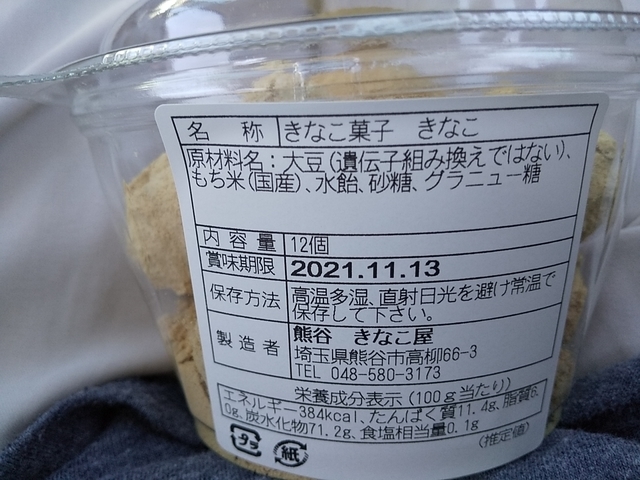 名 称 きなこ菓子 きなこ
原材料名：大豆（遺伝子組み換えではない）、
もち米（国産）、水飴、砂糖、グラニュー糖
内容量 12個
賞味期限 2021.11.13
保存方法 高温多湿、直射日光を避け常温で
保存して下さい。
製造者 熊谷 きなこ屋
埼玉県熊谷市高柳66-3
TEL 048-580-3173
栄養成分表示（100g当たり）
エネルギー384kcal、たんぱく質11.4g、脂質6.
0g、炭水化物71.2g、食塩相当量0.1g
（推定値）
プラ 紙